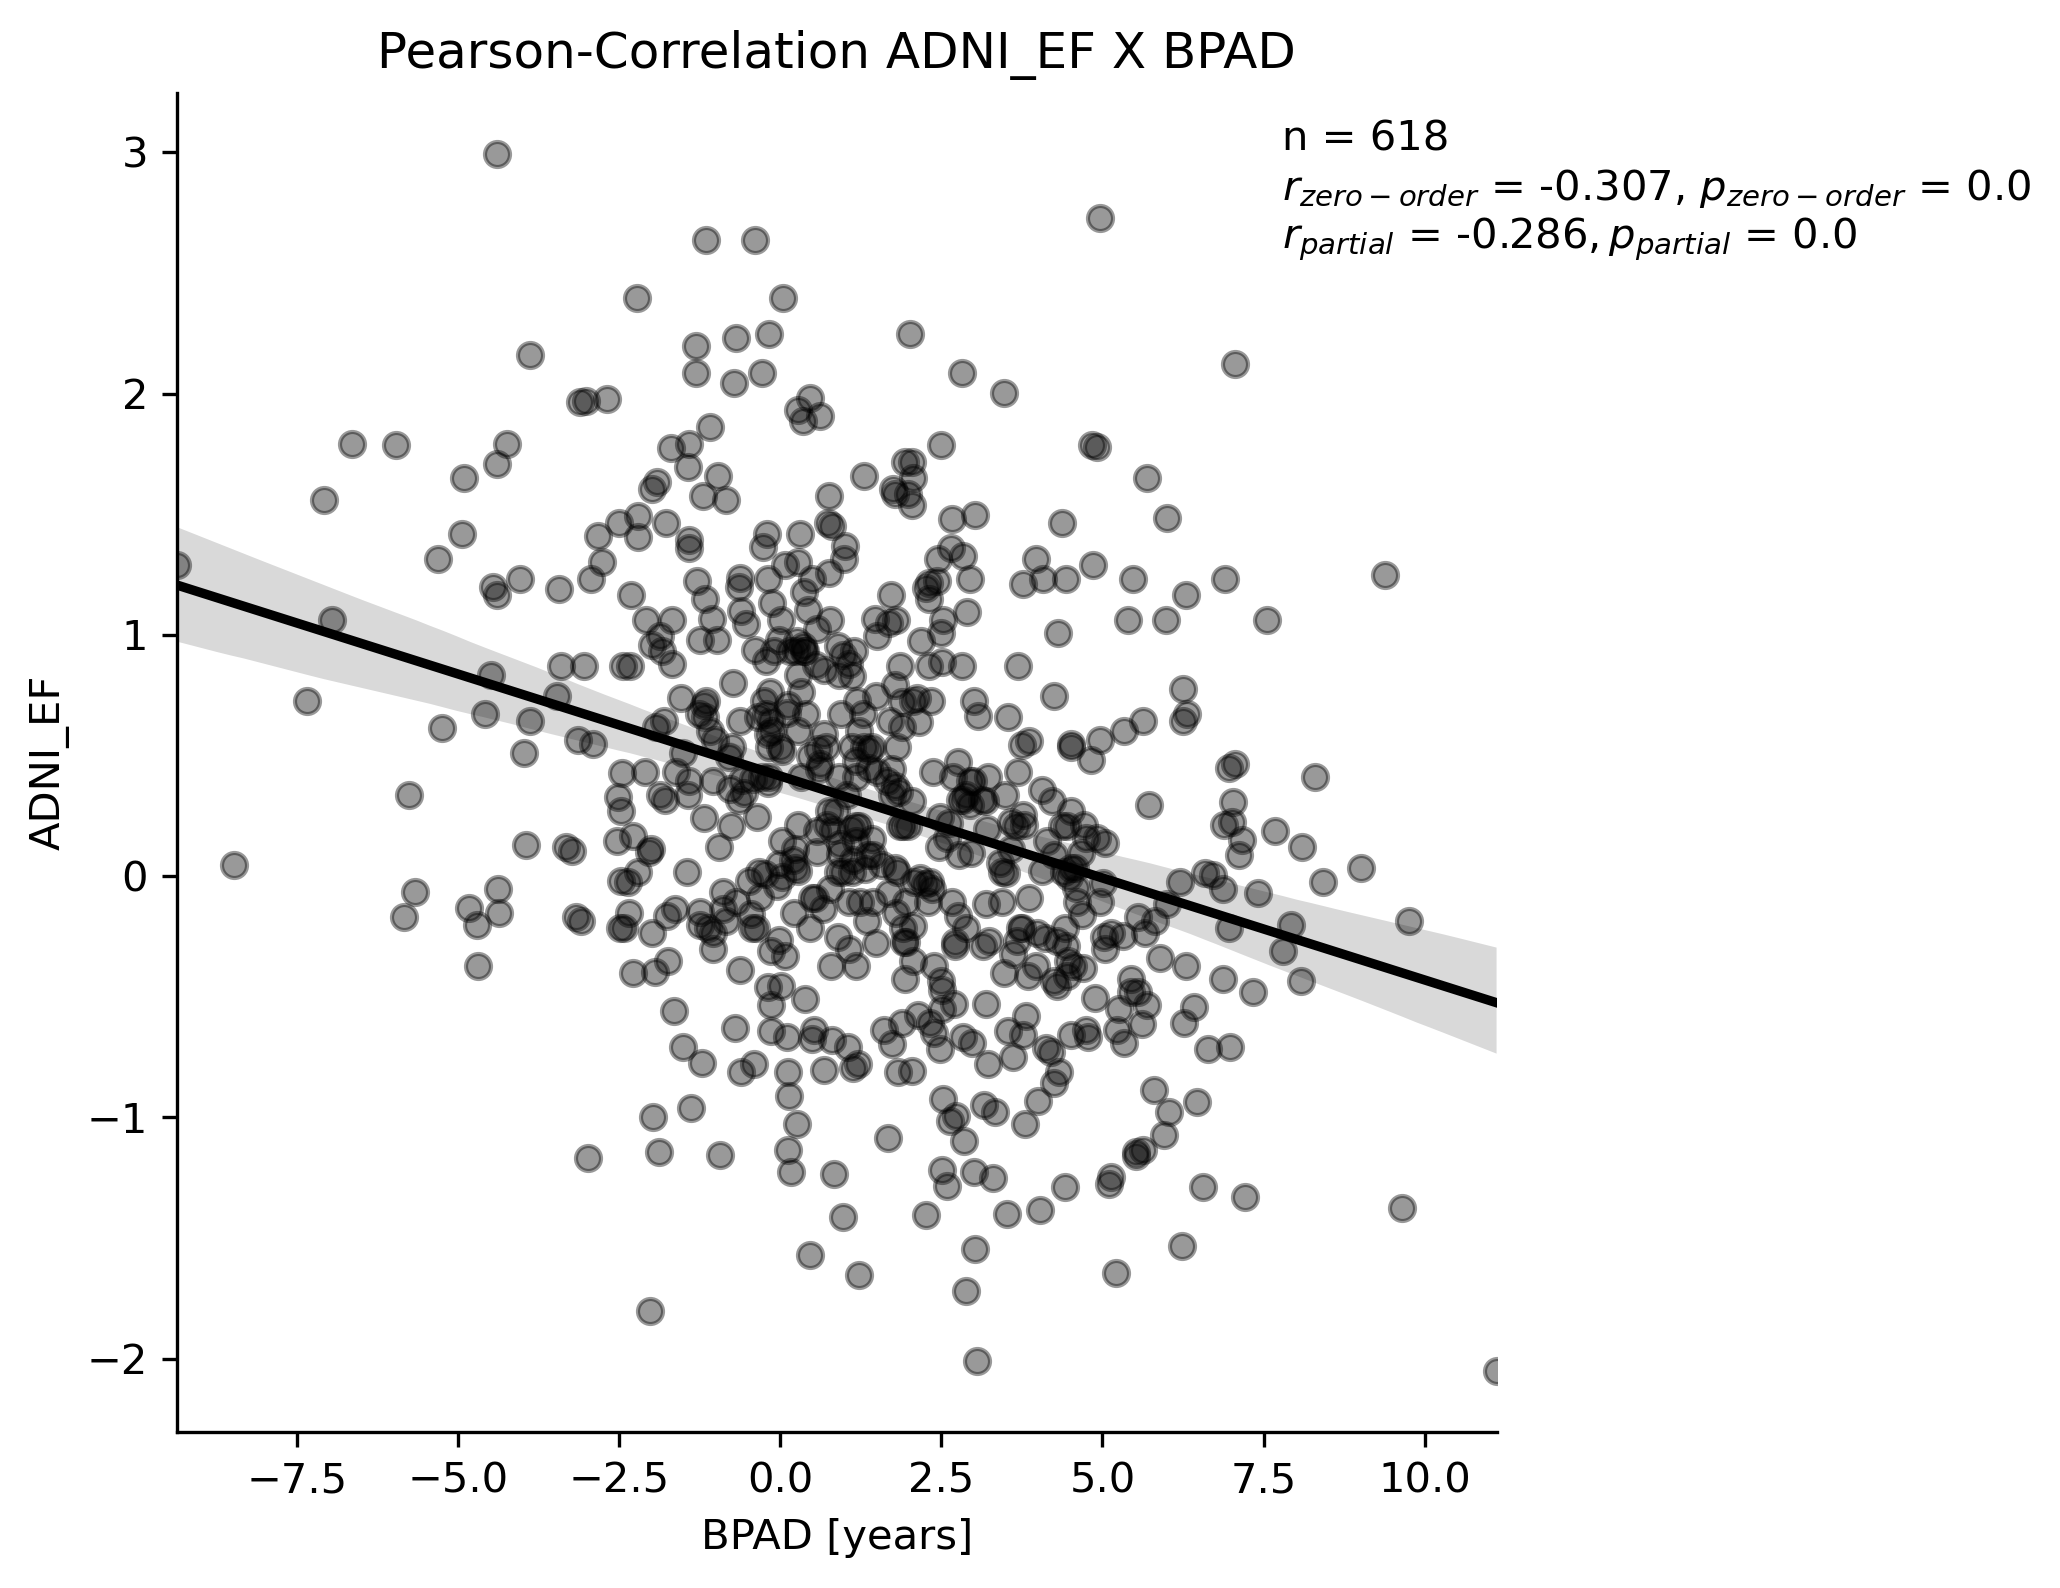 Pearson-Correlation ADNI_EF X BPAD
n = 618
r_zero−order = -0.307, p_zero−order = 0.0
r_partial = -0.286, p_partial = 0.0
ADNI_EF
3
2
1
0
−1
−2
−7.5 −5.0 −2.5 0.0 2.5 5.0 7.5 10.0
BPAD [years]